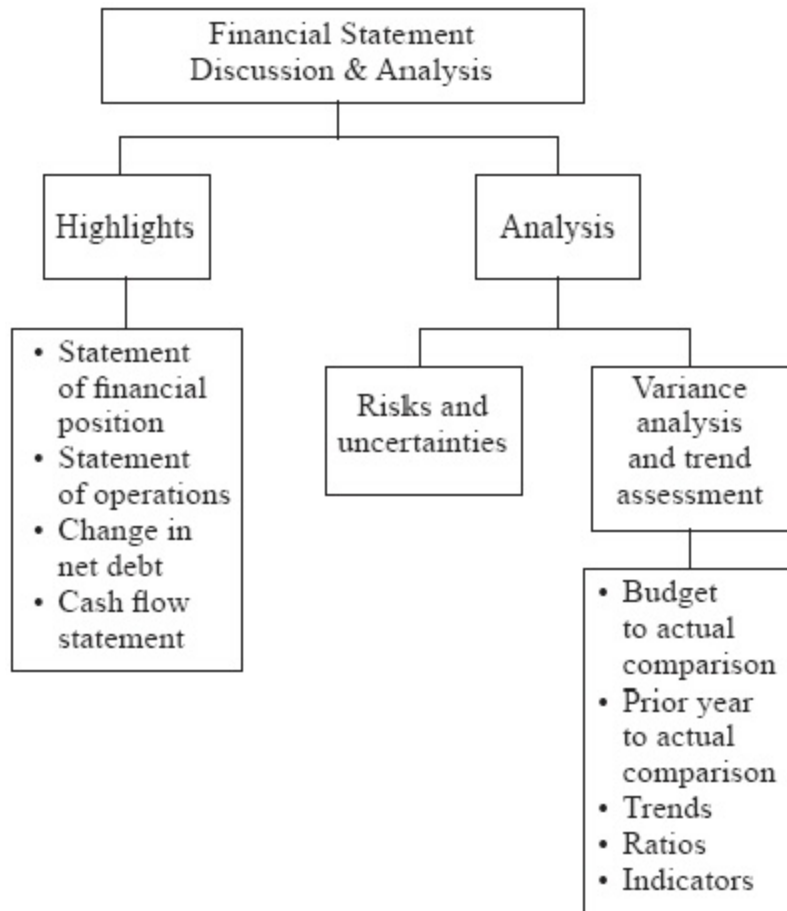 Financial Statement
Discussion & Analysis
Highlights
Analysis
• Statement
of financial
position
• Statement
of operations
• Change in
net debt
• Cash flow
statement
Risks and
uncertainties
Variance
analysis
and trend
assessment
• Budget
to actual
comparison
• Prior year
to actual
comparison
• Trends
• Ratios
• Indicators